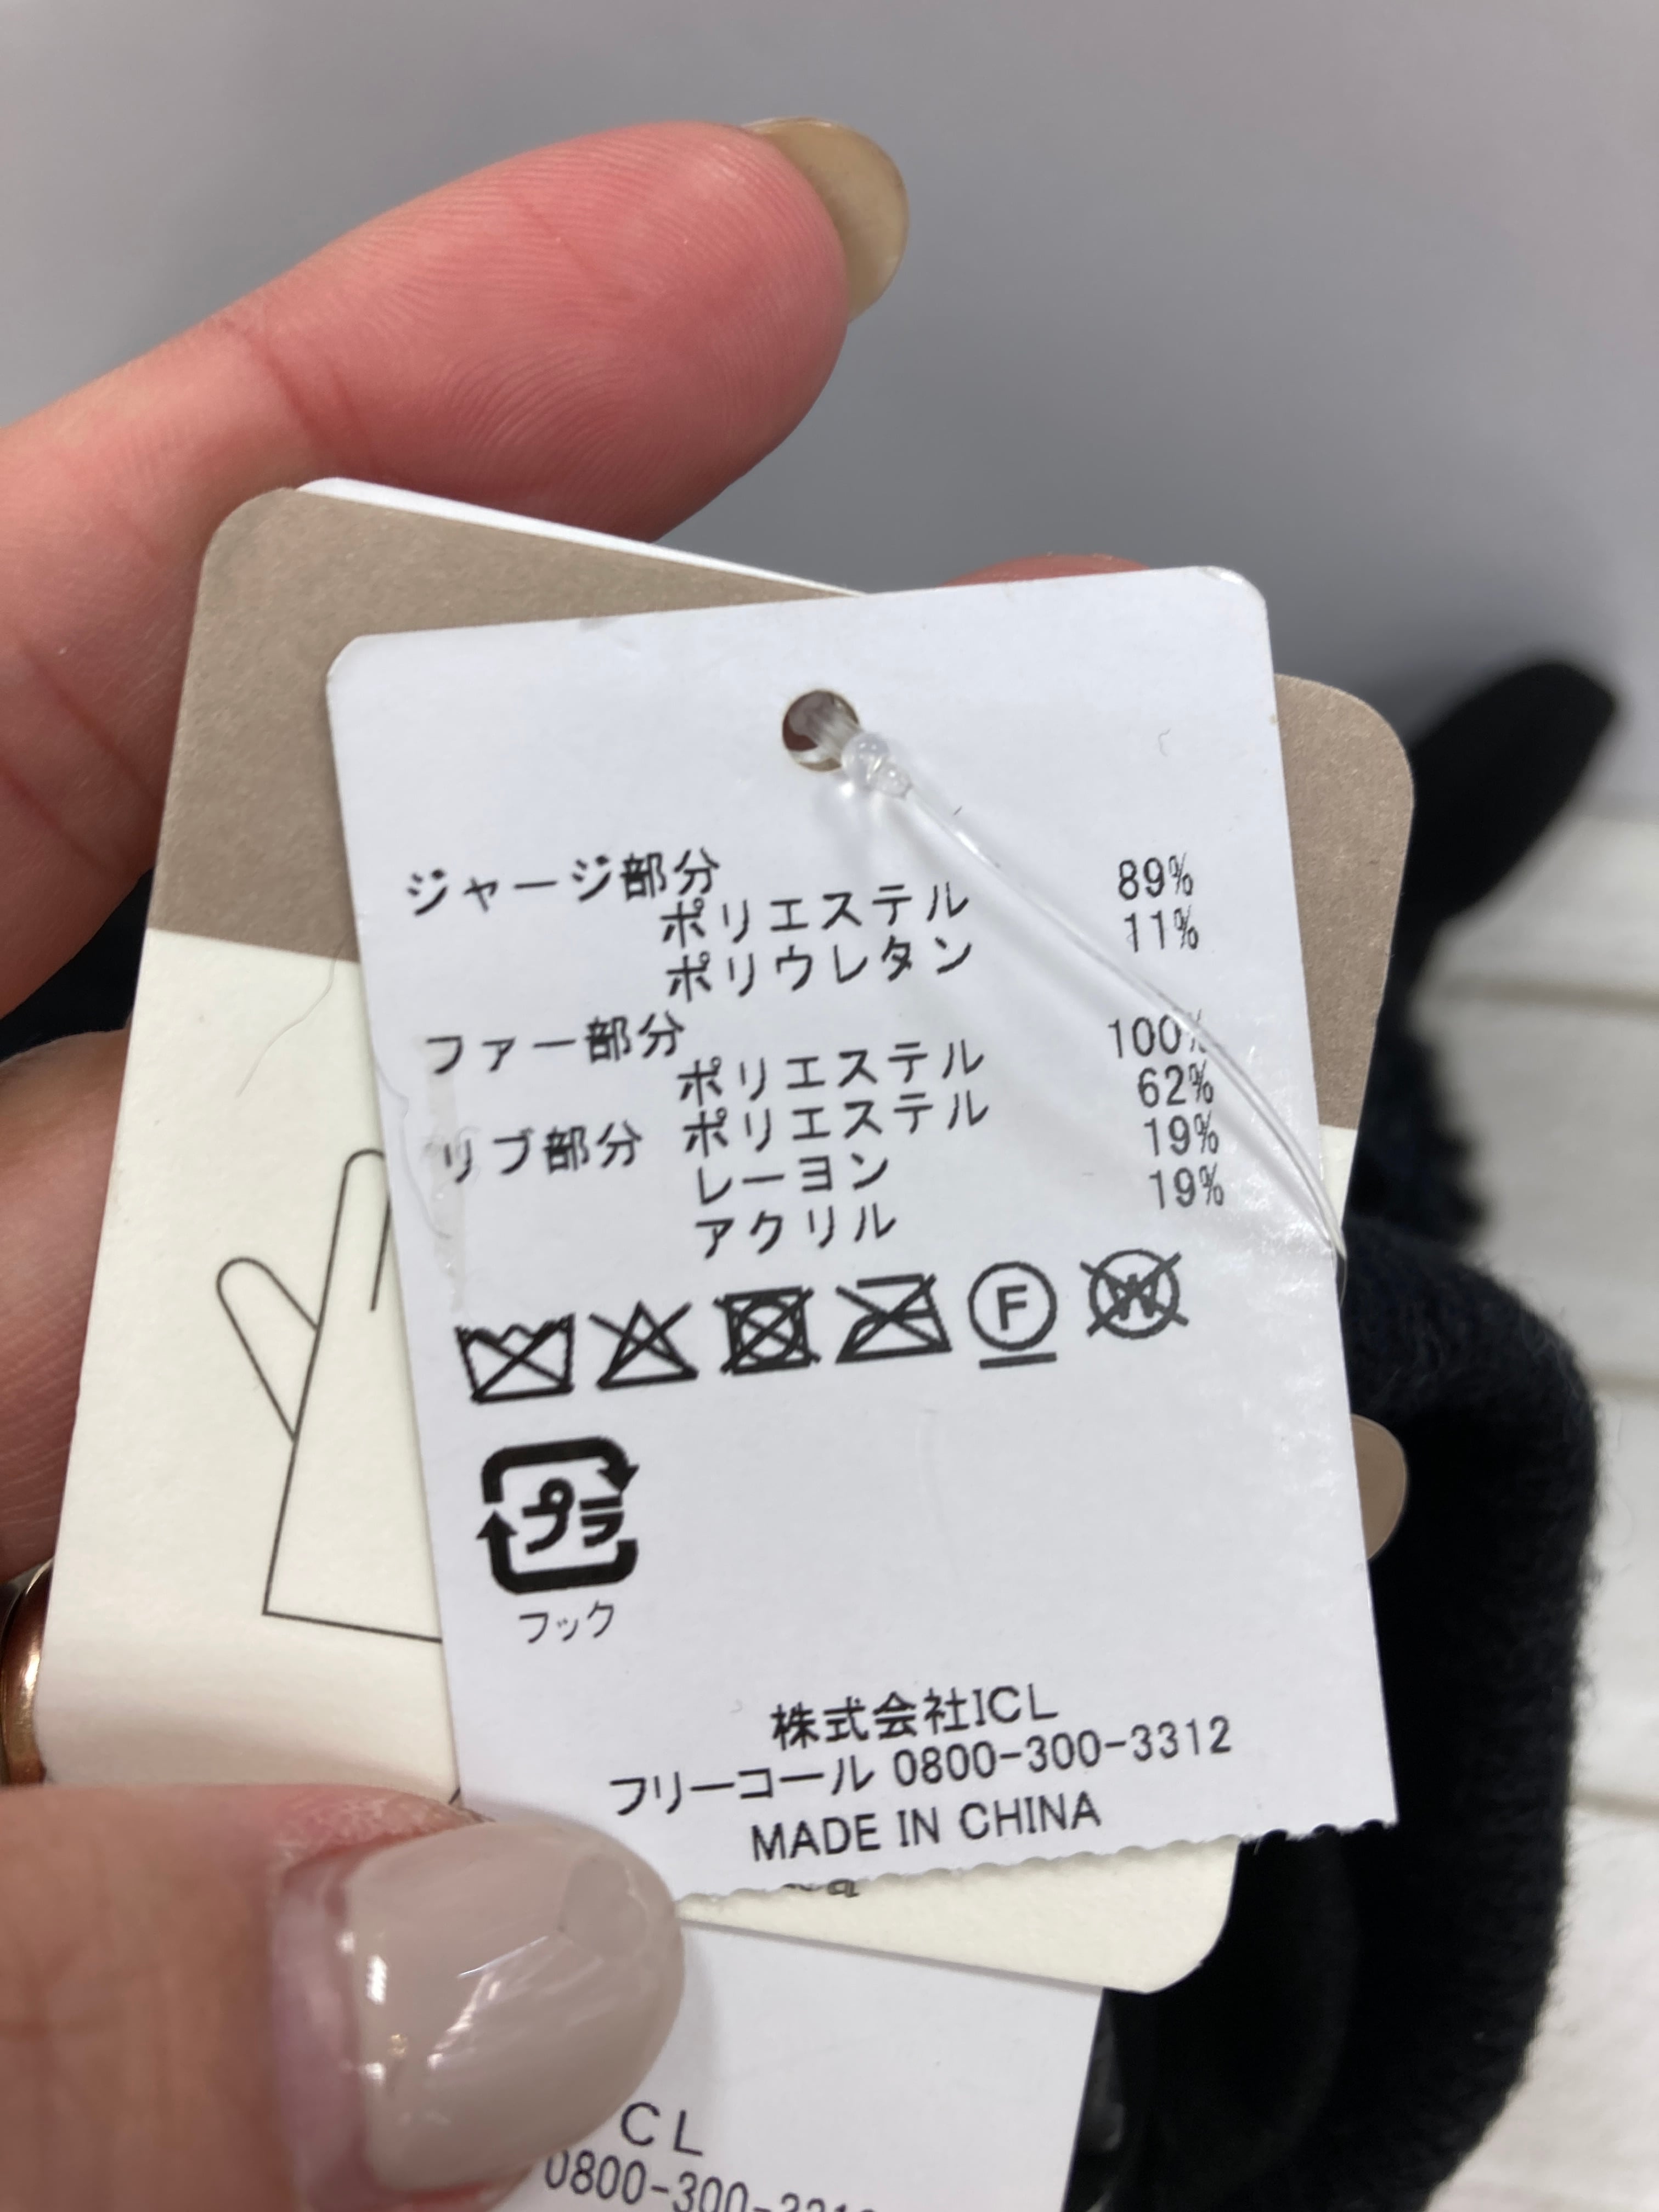 ジャージ部分
ポリエステル 89%
ポリウレタン 11%
ファー部分
ポリエステル 100%
リブ部分 ポリエステル 62%
レーヨン 19%
アクリル 19%
F
W
プラ
フック
株式会社ICL
フリーコール 0800-300-3312
MADE IN CHINA
CL
0800-300-